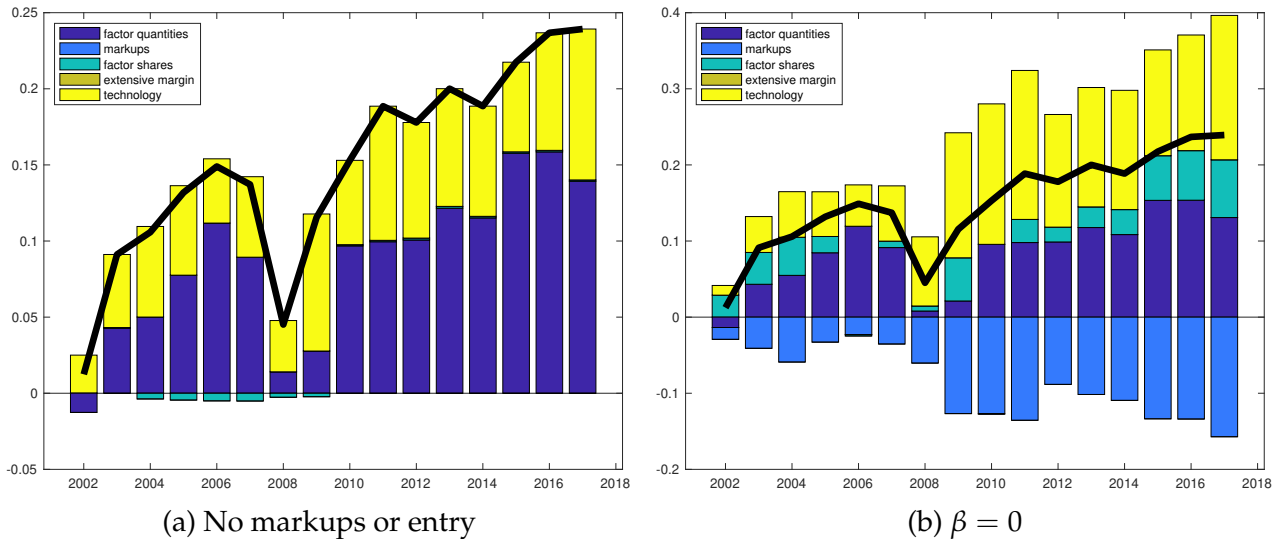 0.25
0.2
0.15
0.1
0.05
0
-0.05
factor quantities
markups
factor shares
extensive margin
technology
2002 2004 2006 2008 2010 2012 2014 2016 2018
(a) No markups or entry
0.4
0.3
0.2
0.1
0
-0.1
-0.2
factor quantities
markups
factor shares
extensive margin
technology
2002 2004 2006 2008 2010 2012 2014 2016 2018
(b) β = 0